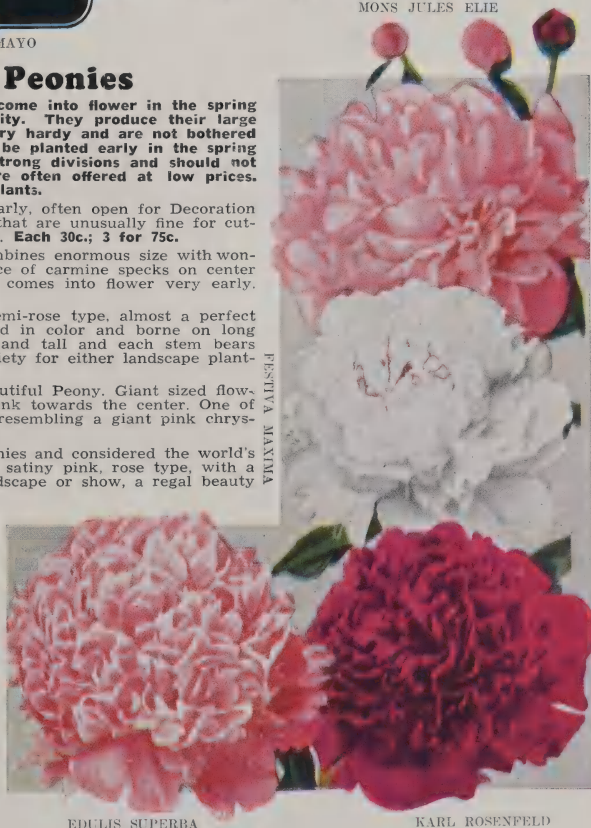 MONS JULES ELIE
MAYO
Peonies
come into flower in the spring
ity. They produce their large
ry hardy and are not bothered
be planted early in the spring
trong divisions and should not
re often offered at low prices.
lants.
arly, often open for Decoration
that are unusually fine for cut-
. Each 30c.; 3 for 75c.
mbines enormous size with won-
ce of carmine specks on center
comes into flower very early.
emi-rose type, almost a perfect
d in color and borne on long
and tall and each stem bears
iety for either landscape plant-
utiful Peony. Giant sized flow-
nk towards the center. One of
resembling a giant pink chrys-
nies and considered the world's
satiny pink, rose type, with a
dscape or show, a regal beauty
FESTIVA MAXIMA
EDULIS SUPERBA
KARL ROSENFELD